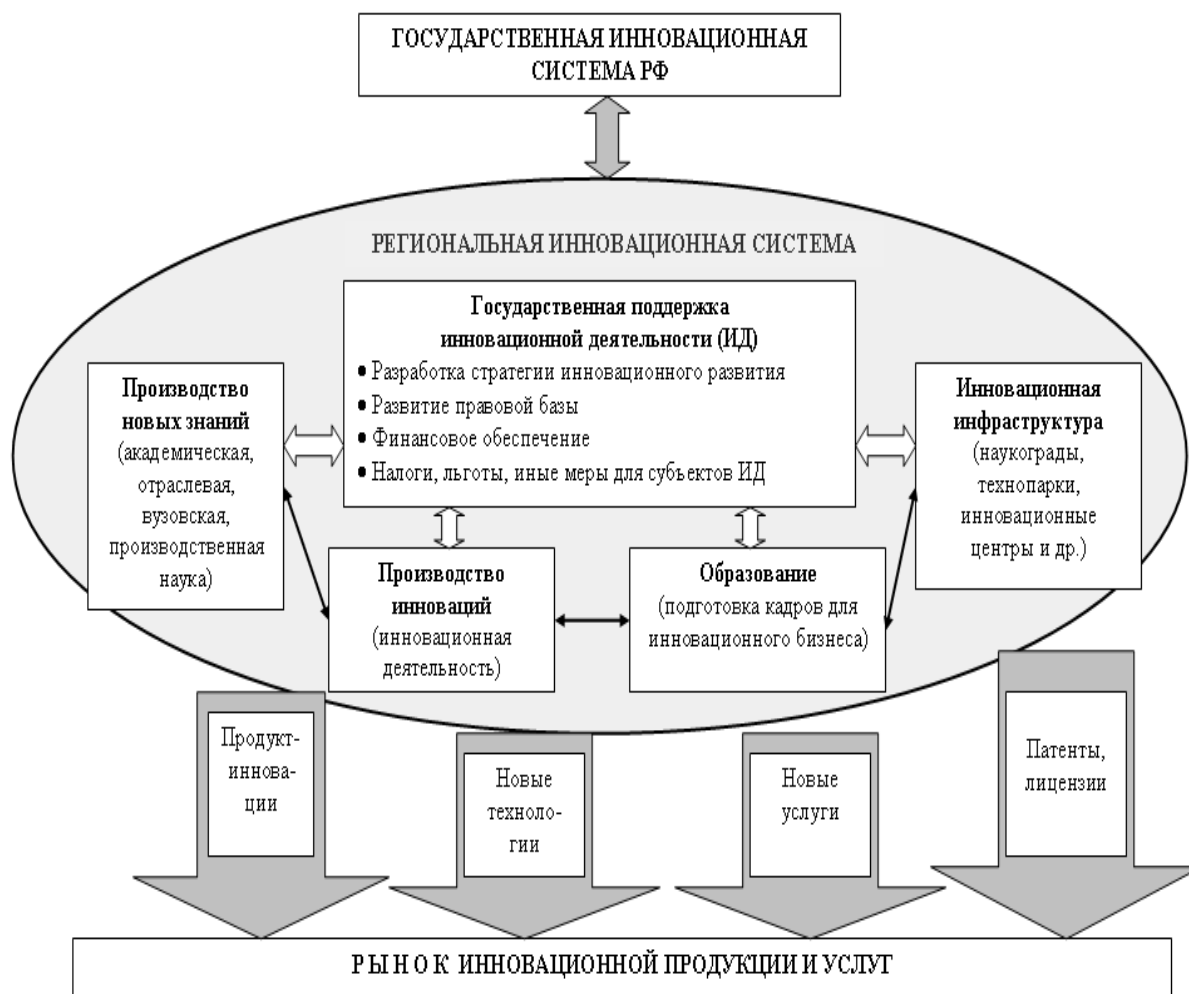 ГОСУДАРСТВЕННАЯ ИННОВАЦИОННАЯ
СИСТЕМА РФ
РЕГИОНАЛЬНАЯ ИННОВАЦИОННАЯ СИСТЕМА
Государственная поддержка
инновационной деятельности (ИД)
• Разработка стратегии инновационного развития
• Развитие правовой базы
• Финансовое обеспечение
• Налоги, льготы, иные меры для субъектов ИД
Производство
новых знаний
(академическая,
отраслевая,
вузовская,
производственная
наука)
Инновационная
инфраструктура
(наукограды,
технопарки,
инновационные
центры и др.)
Производство
инноваций
(инновационная
деятельность)
Образование
(подготовка кадров для
инновационного бизнеса)
Продукт-
иннова-
ции
Новые
техноло-
гии
Новые
услуги
Патенты,
лицензии
Р Ы Н О К ИННОВАЦИОННОЙ ПРОДУКЦИИ И УСЛУГ